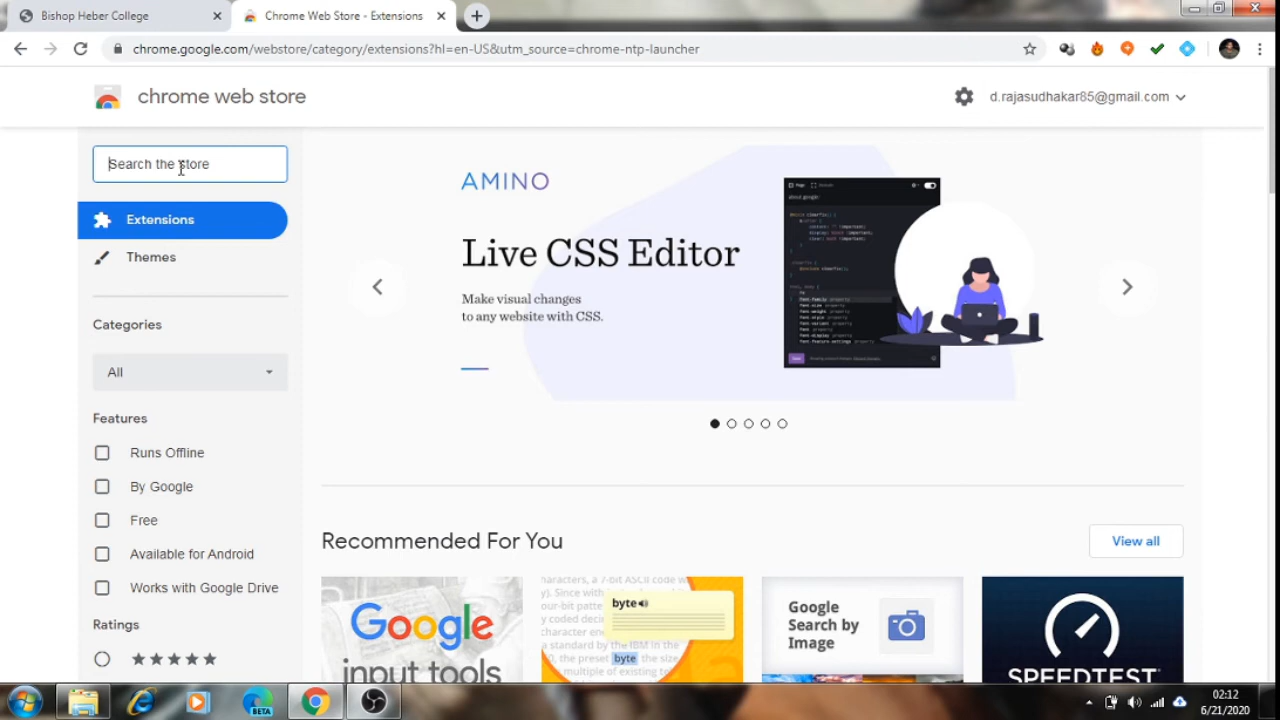 Bishop Heber College
Chrome Web Store - Extensions
chrome.google.com/webstore/category/extensions?hl=en-US&utm_source=chrome-ntp-launcher
chrome web store
d.rajasudhakar85@gmail.com
Search the store
Extensions
Themes
Categories
All
Features
Runs Offline
By Google
Free
Available for Android
Works with Google Drive
Ratings
AMINO
Live CSS Editor
Make visual changes
to any website with CSS.
Recommended For You
View all
Google
input tools
byte
byte
Google
Search by
Image
SPEEDTEST
BETA
02:12
6/21/2020